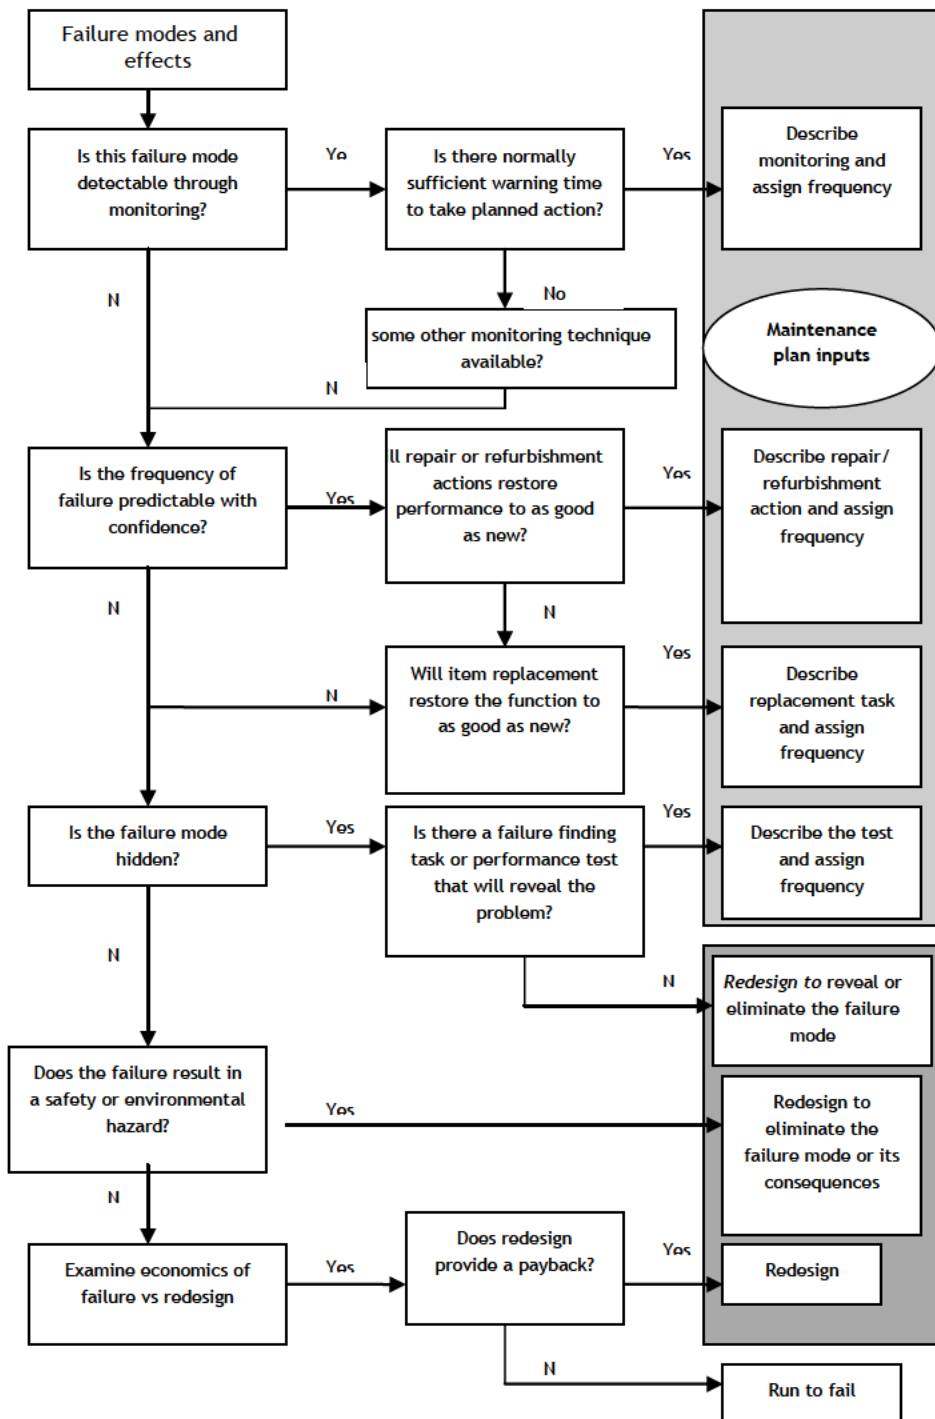 Failure modes and
effects
Is this failure mode
detectable through
monitoring?
Ye
Is there normally
sufficient warning time
to take planned action?
Yes
Describe
monitoring and
assign frequency
N
No
some other monitoring technique
available?
N
Maintenance
plan inputs
Is the frequency of
failure predictable with
confidence?
Yes
ll repair or refurbishment
actions restore
performance to as good
as new?
Yes
Describe repair/
refurbishment
action and assign
frequency
N
N
Will item replacement
restore the function to
as good as new?
N
Yes
Describe
replacement task
and assign
frequency
Is the failure mode
hidden?
Yes
Is there a failure finding
task or performance test
that will reveal the
problem?
Yes
Describe the test
and assign
frequency
N
N
Redesign to reveal or
eliminate the failure
mode
Does the failure result in
a safety or environmental
hazard?
Yes
Redesign to
eliminate the
failure mode or its
consequences
N
Examine economics of
failure vs redesign
Yes
Does redesign
provide a payback?
Yes
Redesign
N
Run to fail